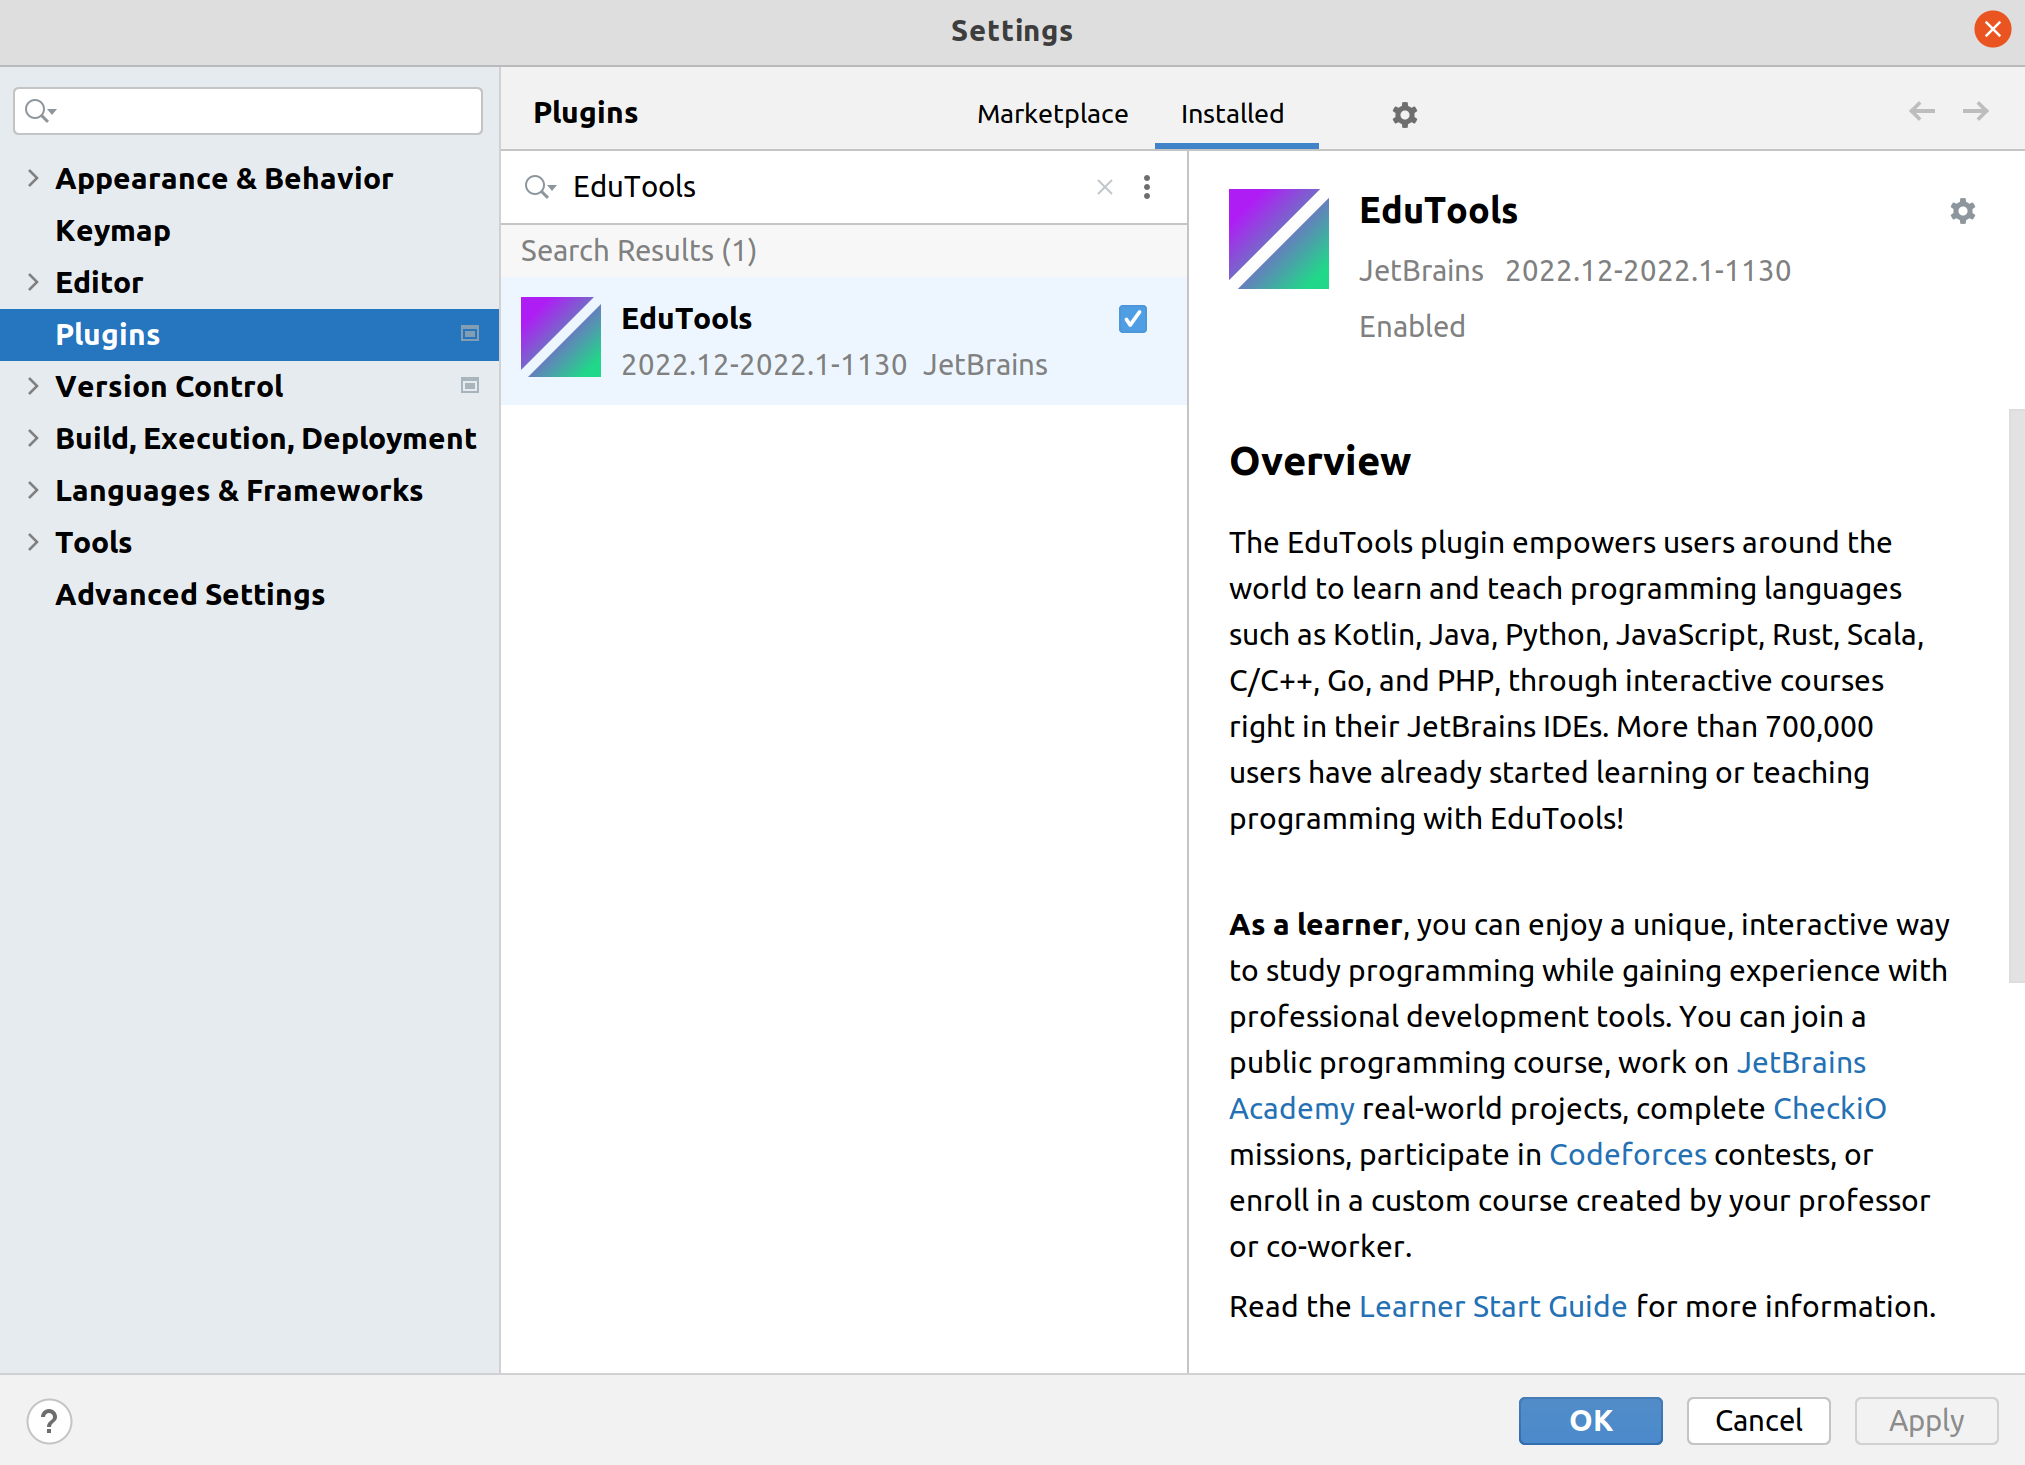 Settings
Appearance & Behavior
Keymap
Editor
Plugins
Version Control
Build, Execution, Deployment
Languages & Frameworks
Tools
Advanced Settings
Plugins
Marketplace
Installed
EduTools
Search Results (1)
EduTools
2022.12-2022.1-1130 JetBrains
EduTools
JetBrains 2022.12-2022.1-1130
Enabled
Overview
The EduTools plugin empowers users around the
world to learn and teach programming languages
such as Kotlin, Java, Python, JavaScript, Rust, Scala,
C/C++, Go, and PHP, through interactive courses
right in their JetBrains IDEs. More than 700,000
users have already started learning or teaching
programming with EduTools!
As a learner, you can enjoy a unique, interactive way
to study programming while gaining experience with
professional development tools. You can join a
public programming course, work on JetBrains
Academy real-world projects, complete CheckiO
missions, participate in Codeforces contests, or
enroll in a custom course created by your professor
or co-worker.
Read the Learner Start Guide for more information.
?
OK
Cancel
Apply